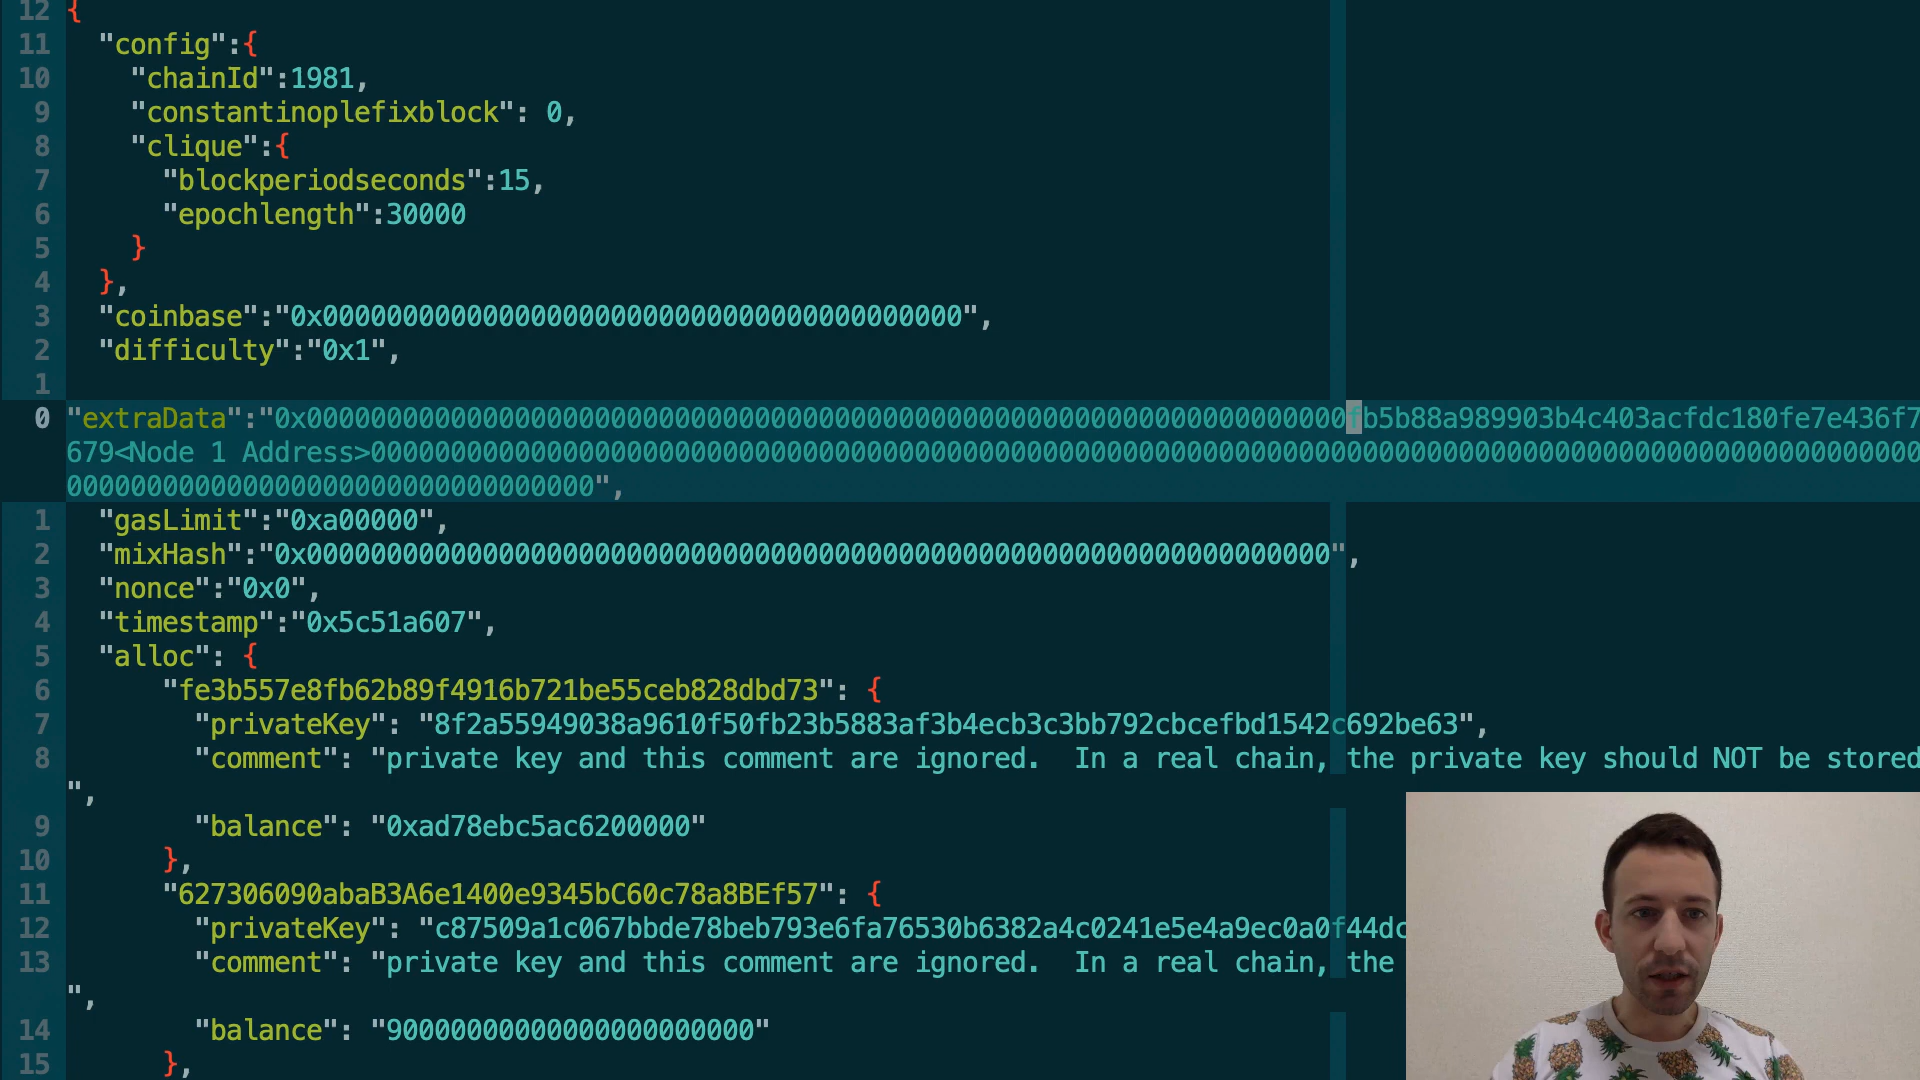 12 {
11 "config":{
10 "chainId":1981,
9 "constantinoplefixblock": 0,
8 "clique":{
7 "blockperiodseconds":15,
6 "epochlength":30000
5 }
4 },
3 "coinbase":"0x0000000000000000000000000000000000000000",
2 "difficulty":"0x1",
1
0 "extraData":"0x0000000000000000000000000000000000000000000000000000000000000000fb5b88a989903b4c403acfdc180fe7e436f7
679<Node 1 Address>0000000000000000000000000000000000000000000000000000000000000000000000000000000000000000000000000
000000000000000000000000000000000",
1 "gasLimit":"0xa00000",
2 "mixHash":"0x0000000000000000000000000000000000000000000000000000000000000000",
3 "nonce":"0x0",
4 "timestamp":"0x5c51a607",
5 "alloc": {
6 "fe3b557e8fb62b89f4916b721be55ceb828dbd73": {
7 "privateKey": "8f2a55949038a9610f50fb23b5883af3b4ecb3c3bb792cbcefbd1542c692be63",
8 "comment": "private key and this comment are ignored.  In a real chain, the private key should NOT be stored
",
9 "balance": "0xad78ebc5ac6200000"
10 },
11 "627306090abaB3A6e1400e9345bC60c78a8BEf57": {
12 "privateKey": "c87509a1c067bbde78beb793e6fa76530b6382a4c0241e5e4a9ec0a0f44dc
13 "comment": "private key and this comment are ignored.  In a real chain, the
",
14 "balance": "90000000000000000000000"
15 },